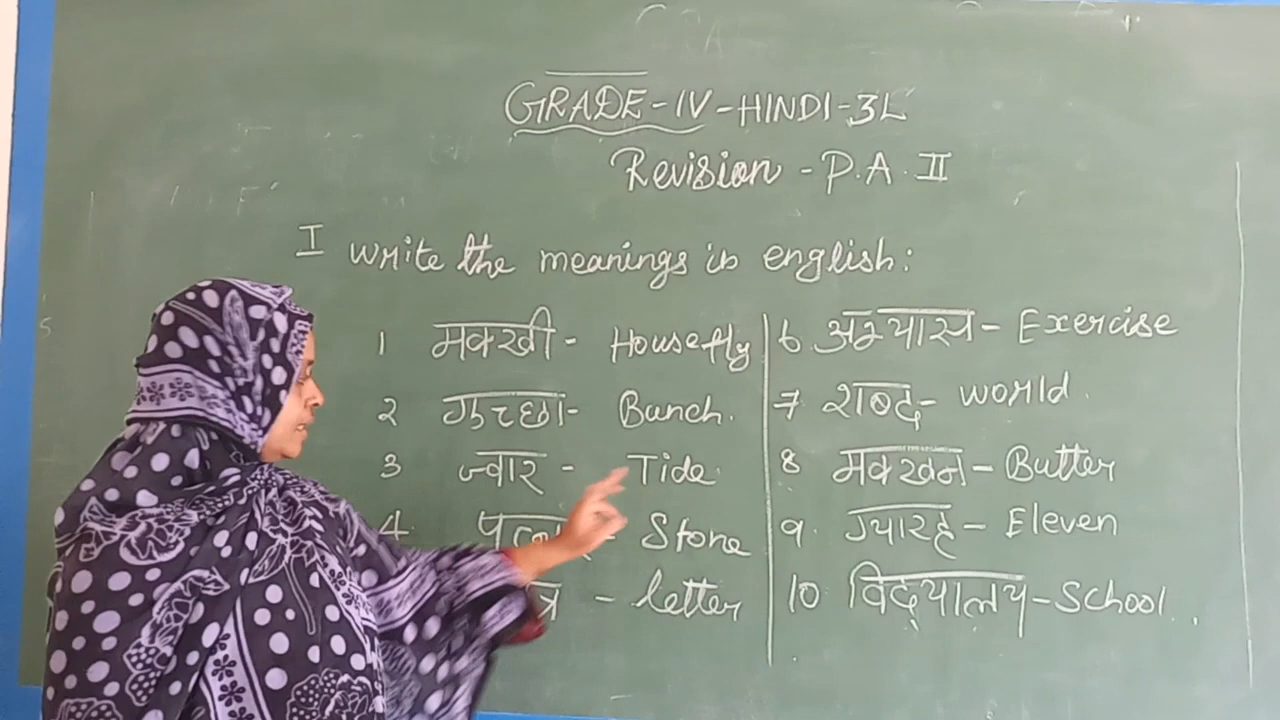 GRADE-IV-HINDI-3L
Revision - P.A. II
I write the meanings in english:
1 मक्खी - Housefly
2 गुच्छा - Bunch.
3 ज्वार - Tide
4. - Stone
- letter
6. अभ्यास - Exercise
7 शब्द - world.
8 मक्खन - Butter
9. ग्यारह - Eleven
10 विद्यालय - School.